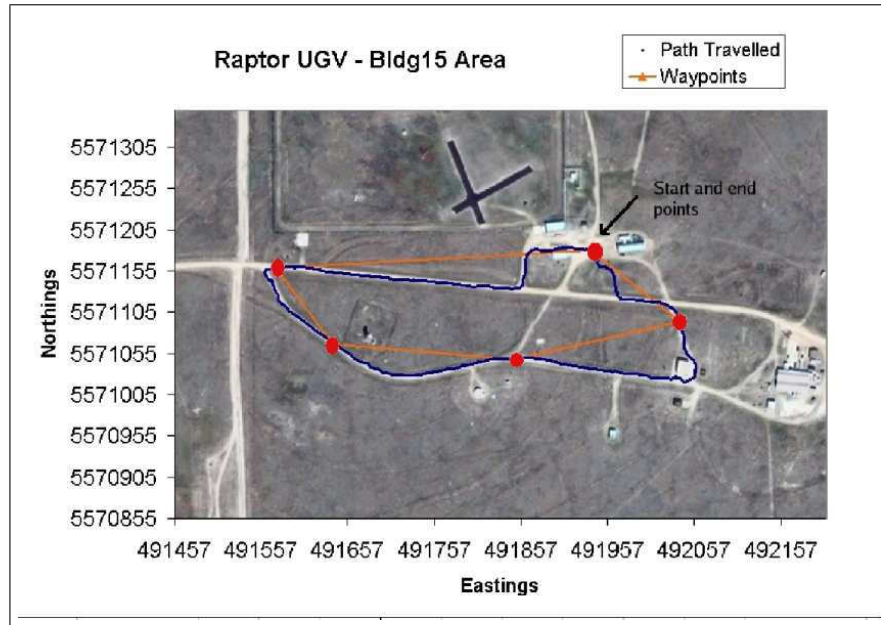 Raptor UGV - Bldg15 Area
Path Travelled
Waypoints
Start and end
points
5571305
5571255
5571205
5571155
5571105
5571055
5571005
5570955
5570905
5570855
Northings
491457 491557 491657 491757 491857 491957 492057 492157
Eastings